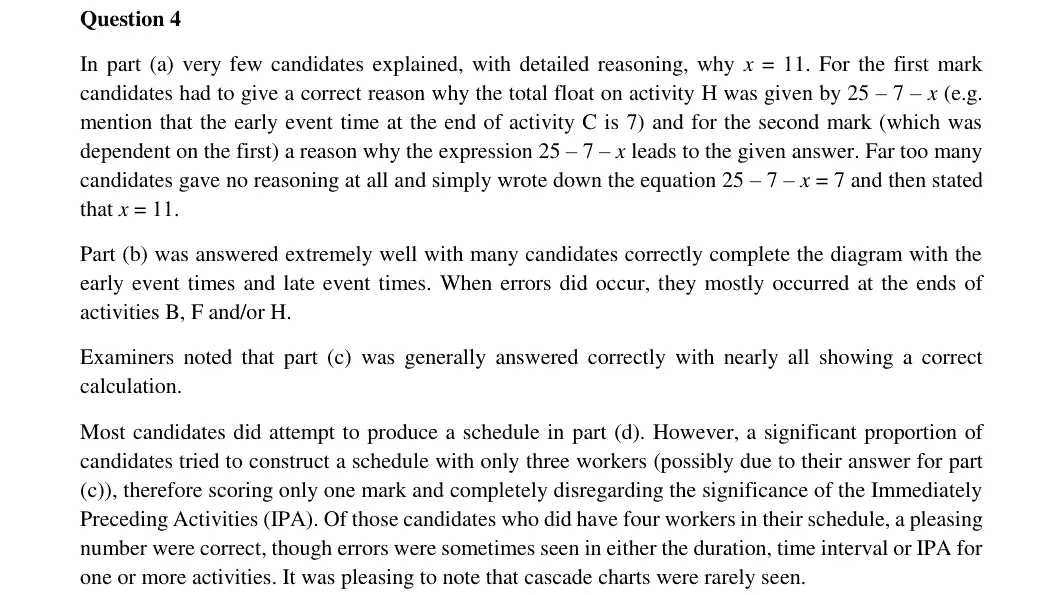 Question 4
In part (a) very few candidates explained, with detailed reasoning, why x = 11. For the first mark
candidates had to give a correct reason why the total float on activity H was given by 25 – 7 – x (e.g.
mention that the early event time at the end of activity C is 7) and for the second mark (which was
dependent on the first) a reason why the expression 25 – 7 – x leads to the given answer. Far too many
candidates gave no reasoning at all and simply wrote down the equation 25 – 7 – x = 7 and then stated
that x = 11.
Part (b) was answered extremely well with many candidates correctly complete the diagram with the
early event times and late event times. When errors did occur, they mostly occurred at the ends of
activities B, F and/or H.
Examiners noted that part (c) was generally answered correctly with nearly all showing a correct
calculation.
Most candidates did attempt to produce a schedule in part (d). However, a significant proportion of
candidates tried to construct a schedule with only three workers (possibly due to their answer for part
(c)), therefore scoring only one mark and completely disregarding the significance of the Immediately
Preceding Activities (IPA). Of those candidates who did have four workers in their schedule, a pleasing
number were correct, though errors were sometimes seen in either the duration, time interval or IPA for
one or more activities. It was pleasing to note that cascade charts were rarely seen.